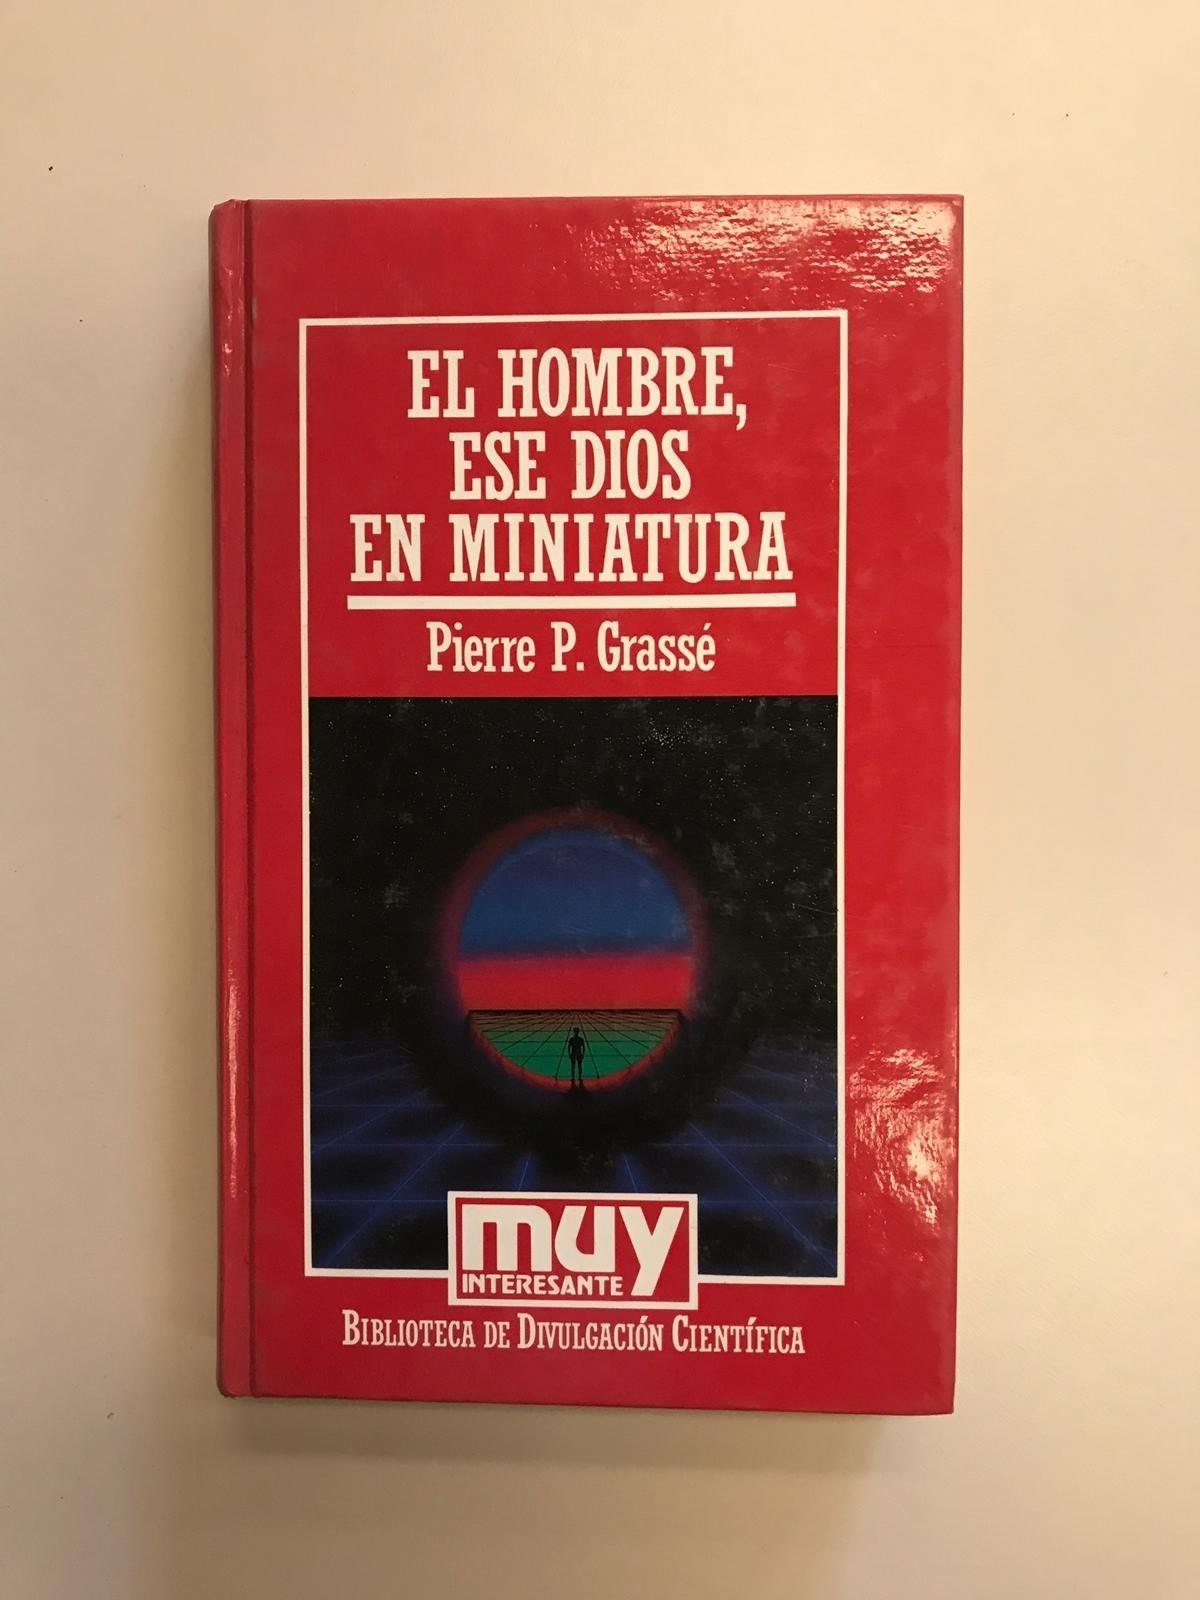 EL HOMBRE,
ESE DIOS
EN MINIATURA
Pierre P. Grassé
muy
INTERESANTE
BIBLIOTECA DE DIVULGACIÓN CIENTÍFICA